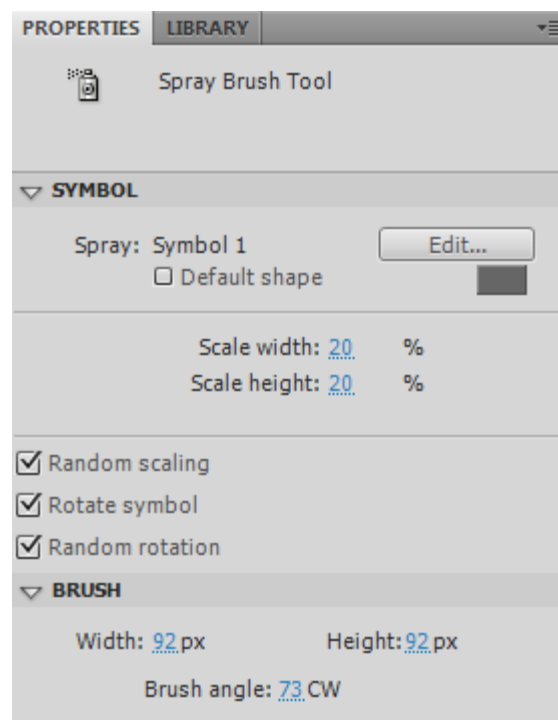 PROPERTIES LIBRARY
Spray Brush Tool
SYMBOL
Spray: Symbol 1 Edit...
Default shape
Scale width: 20 %
Scale height: 20 %
Random scaling
Rotate symbol
Random rotation
BRUSH
Width: 92 px Height: 92 px
Brush angle: 73 CW